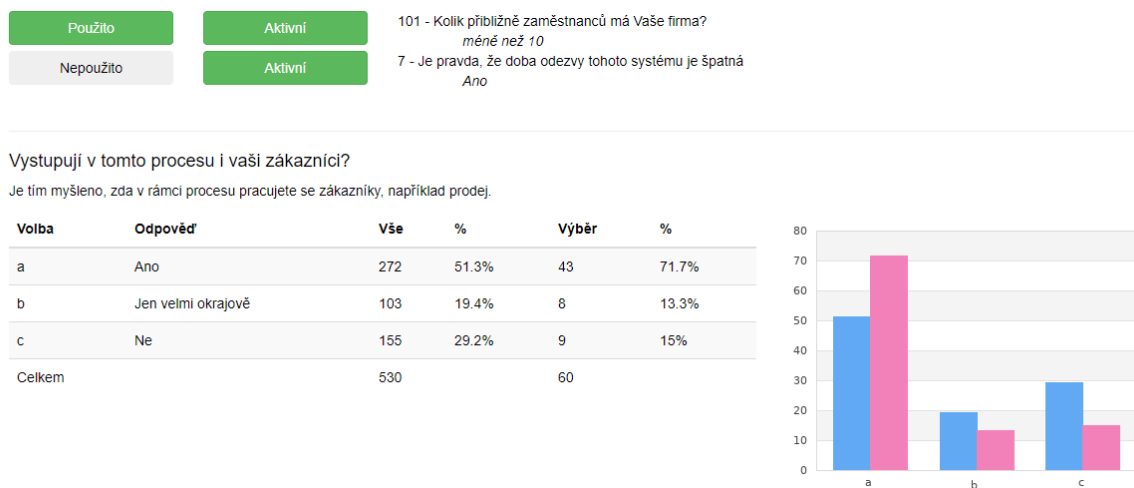 Použito Aktivní 101 - Kolik přibližně zaměstnanců má Vaše firma?
méně než 10
Nepoužito Aktivní 7 - Je pravda, že doba odezvy tohoto systému je špatná
Ano
Vystupují v tomto procesu i vaši zákazníci?
Je tím myšleno, zda v rámci procesu pracujete se zákazníky, například prodej.
Volba Odpověď Vše % Výběr %
a Ano 272 51.3% 43 71.7%
b Jen velmi okrajově 103 19.4% 8 13.3%
c Ne 155 29.2% 9 15%
Celkem 530 60
80
70
60
50
40
30
20
10
0
a b c